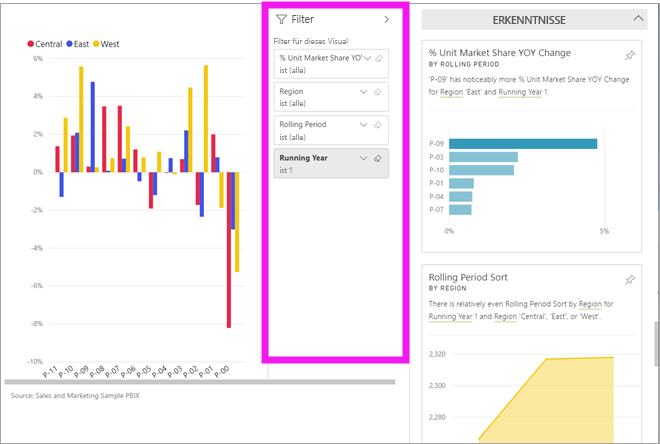 Central East West
6%
4%
2%
0%
-2%
-4%
-6%
-8%
-10%
P-11
P-10
P-09
P-08
P-07
P-06
P-05
P-04
P-03
P-02
P-01
P-00
Source: Sales and Marketing Sample PBIX
Filter
Filter für dieses Visual
% Unit Market Share YO
ist (alle)
Region
ist (alle)
Rolling Period
ist (alle)
Running Year
ist 1
ERKENNTNISSE
% Unit Market Share YOY Change
BY ROLLING PERIOD
'P-09' has noticeably more % Unit Market Share YOY Change
for Region 'East' and Running Year 1.
P-09
P-03
P-10
P-01
P-04
P-07
0% 5%
Rolling Period Sort
BY REGION
There is relatively even Rolling Period Sort by Region for
Running Year 1 and Region 'Central', 'East', or 'West'.
2,320
2,300
2,280